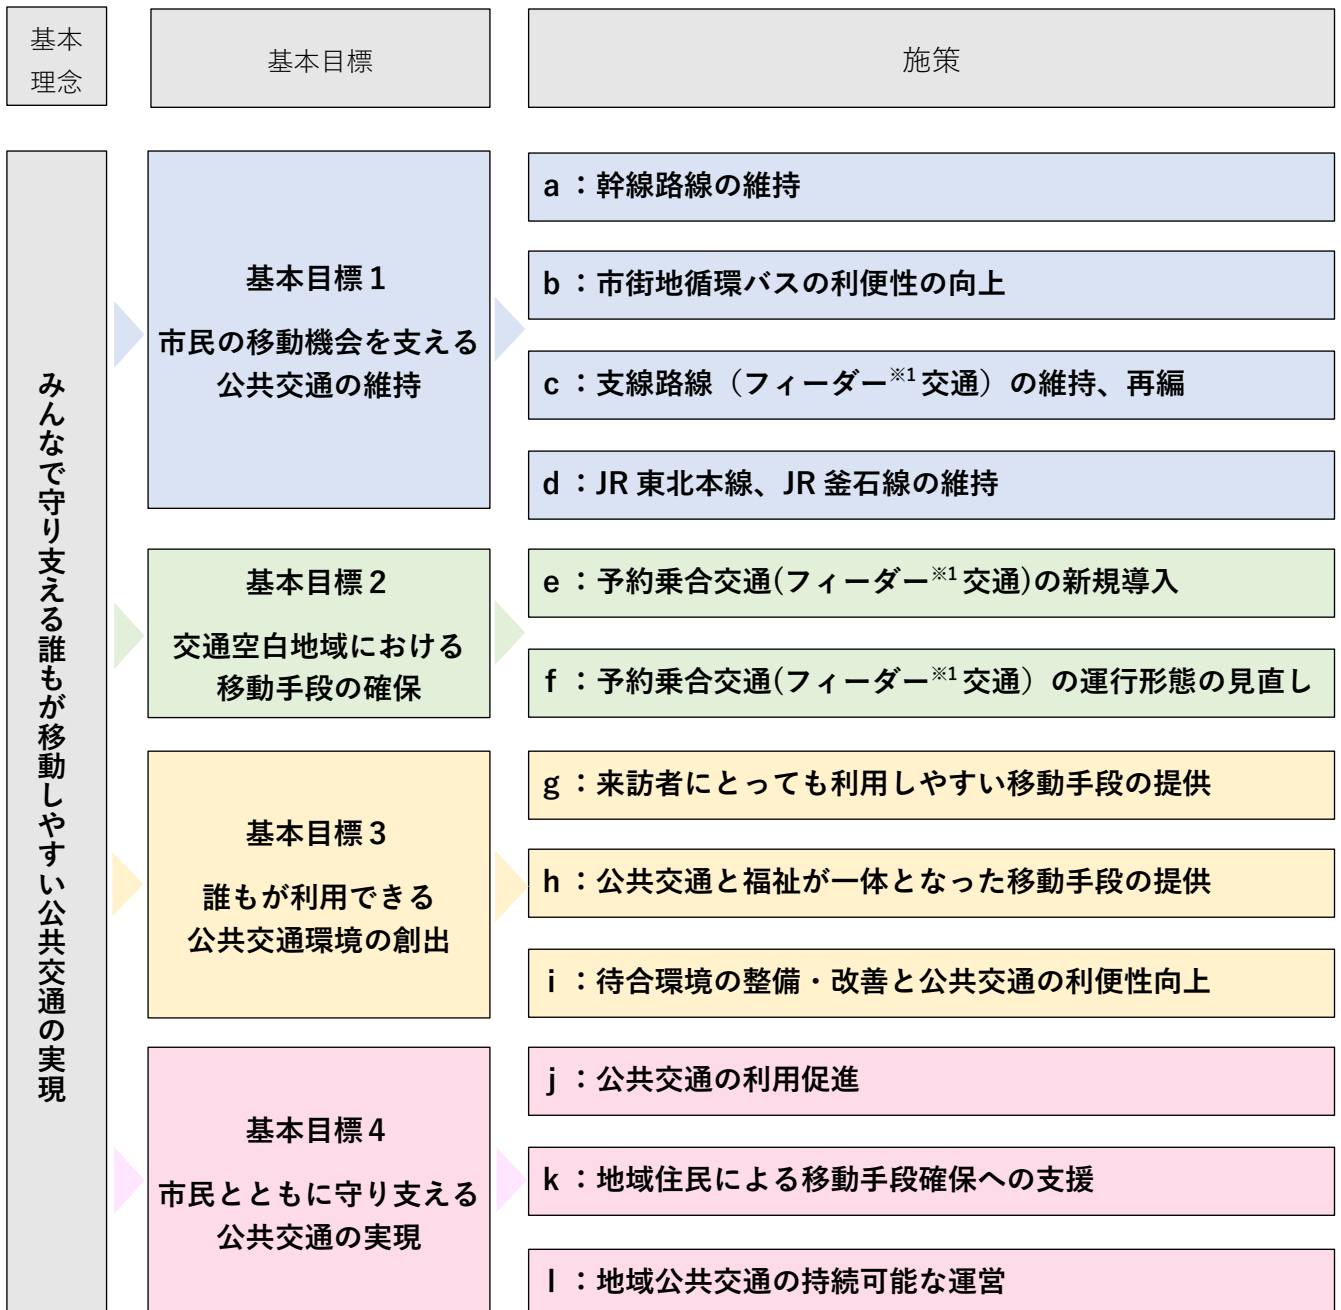 基本
理念
基本目標
施策
みんなで守り支える誰もが移動しやすい公共交通の実現
基本目標1
市民の移動機会を支える
公共交通の維持
a：幹線路線の維持
b：市街地循環バスの利便性の向上
c：支線路線（フィーダー※1交通）の維持、再編
d：JR東北本線、JR釜石線の維持
基本目標2
交通空白地域における
移動手段の確保
e：予約乗合交通(フィーダー※1交通)の新規導入
f：予約乗合交通(フィーダー※1交通）の運行形態の見直し
基本目標3
誰もが利用できる
公共交通環境の創出
g：来訪者にとっても利用しやすい移動手段の提供
h：公共交通と福祉が一体となった移動手段の提供
i：待合環境の整備・改善と公共交通の利便性向上
基本目標4
市民とともに守り支える
公共交通の実現
j：公共交通の利用促進
k：地域住民による移動手段確保への支援
l：地域公共交通の持続可能な運営